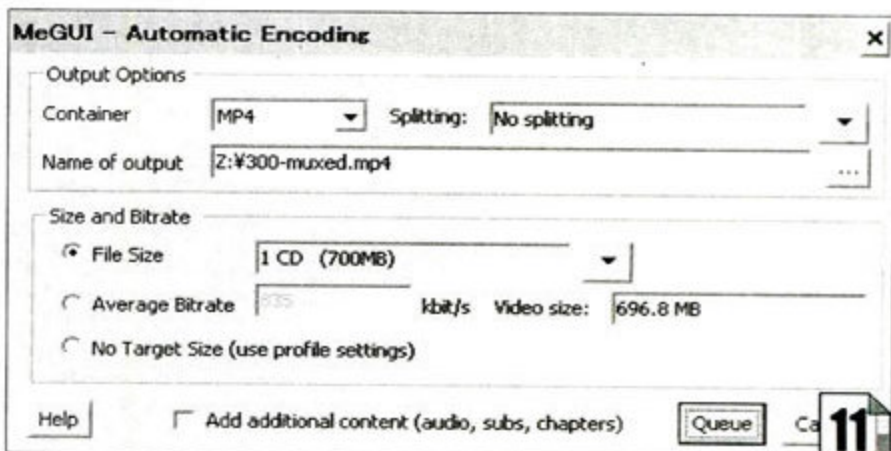 MeGUI - Automatic Encoding
Output Options
Container MP4 Splitting: No splitting
Name of output Z:¥300-muxed.mp4 ...
Size and Bitrate
File Size 1 CD (700MB)
Average Bitrate 835 kbit/s Video size: 696.8 MB
No Target Size (use profile settings)
Help Add additional content (audio, subs, chapters) Queue Ca
11